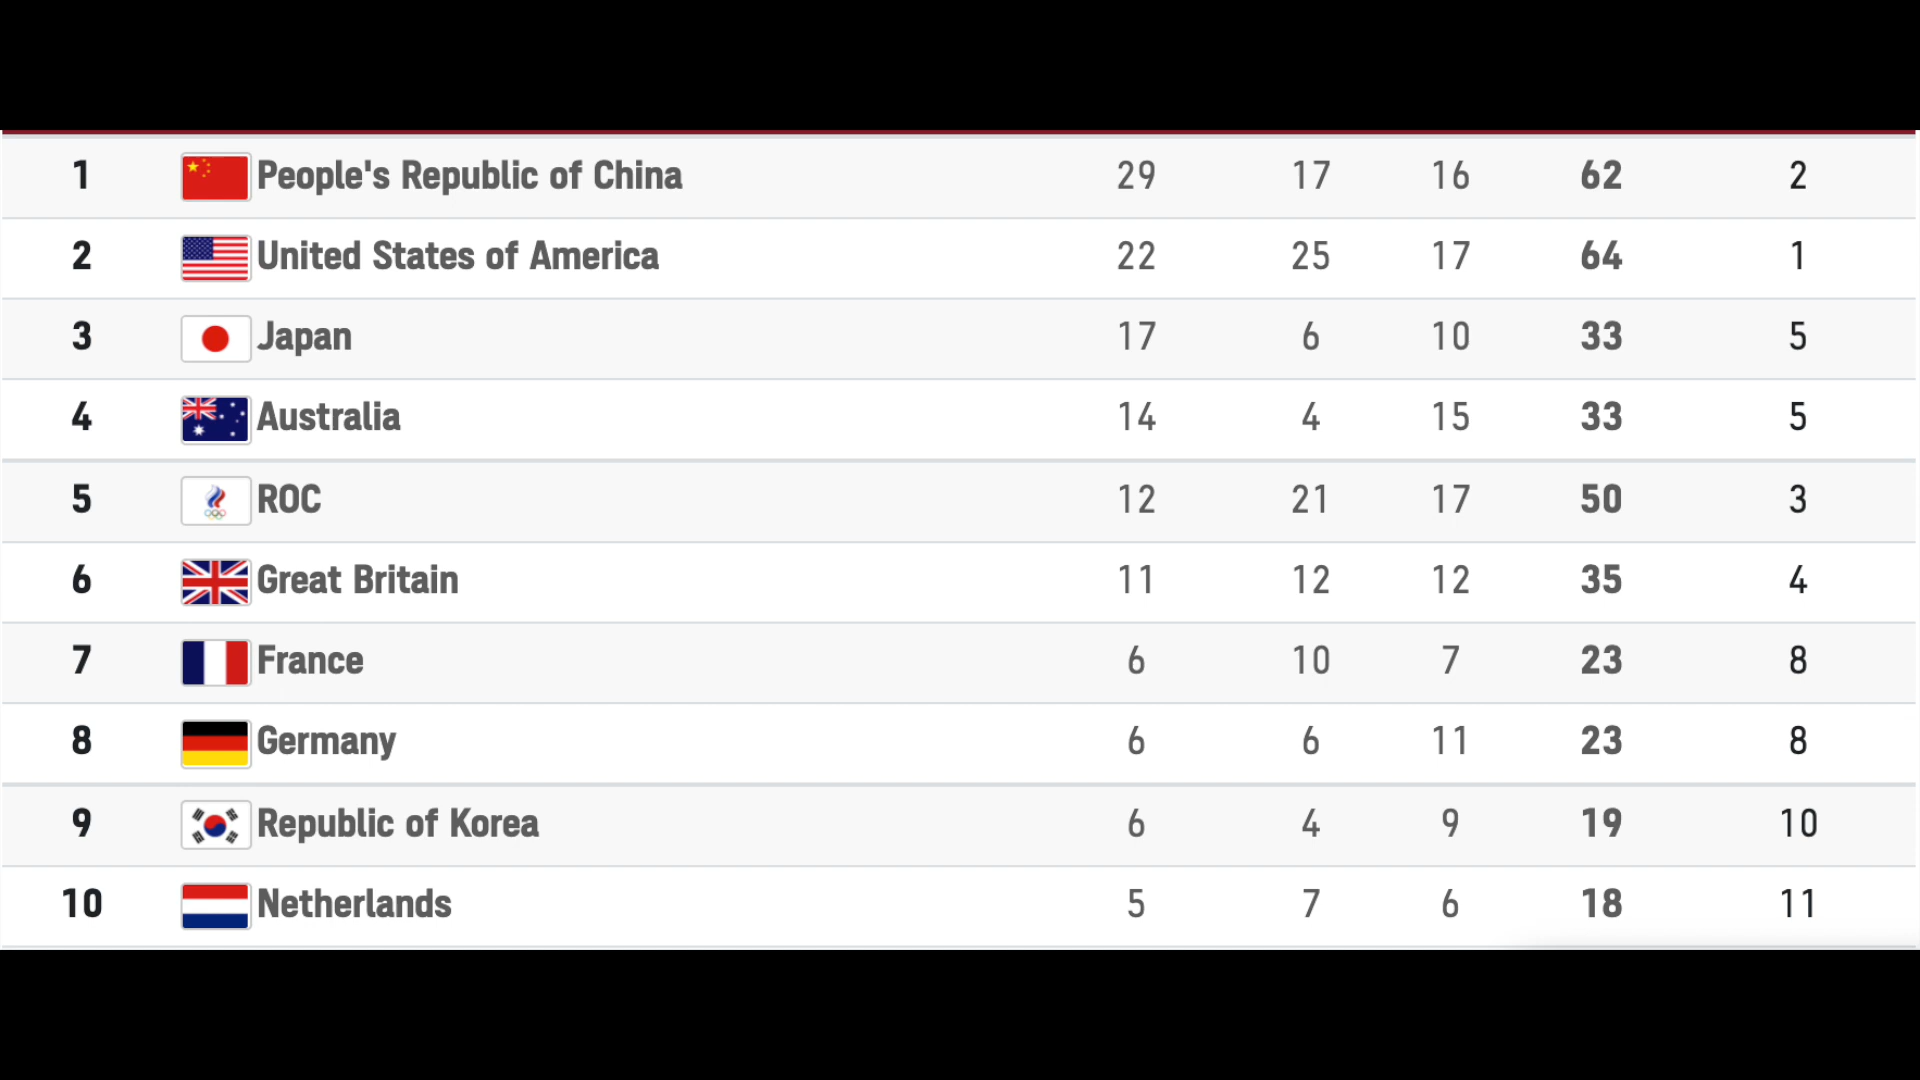 1 People's Republic of China 29 17 16 62 2
2 United States of America 22 25 17 64 1
3 Japan 17 6 10 33 5
4 Australia 14 4 15 33 5
5 ROC 12 21 17 50 3
6 Great Britain 11 12 12 35 4
7 France 6 10 7 23 8
8 Germany 6 6 11 23 8
9 Republic of Korea 6 4 9 19 10
10 Netherlands 5 7 6 18 11